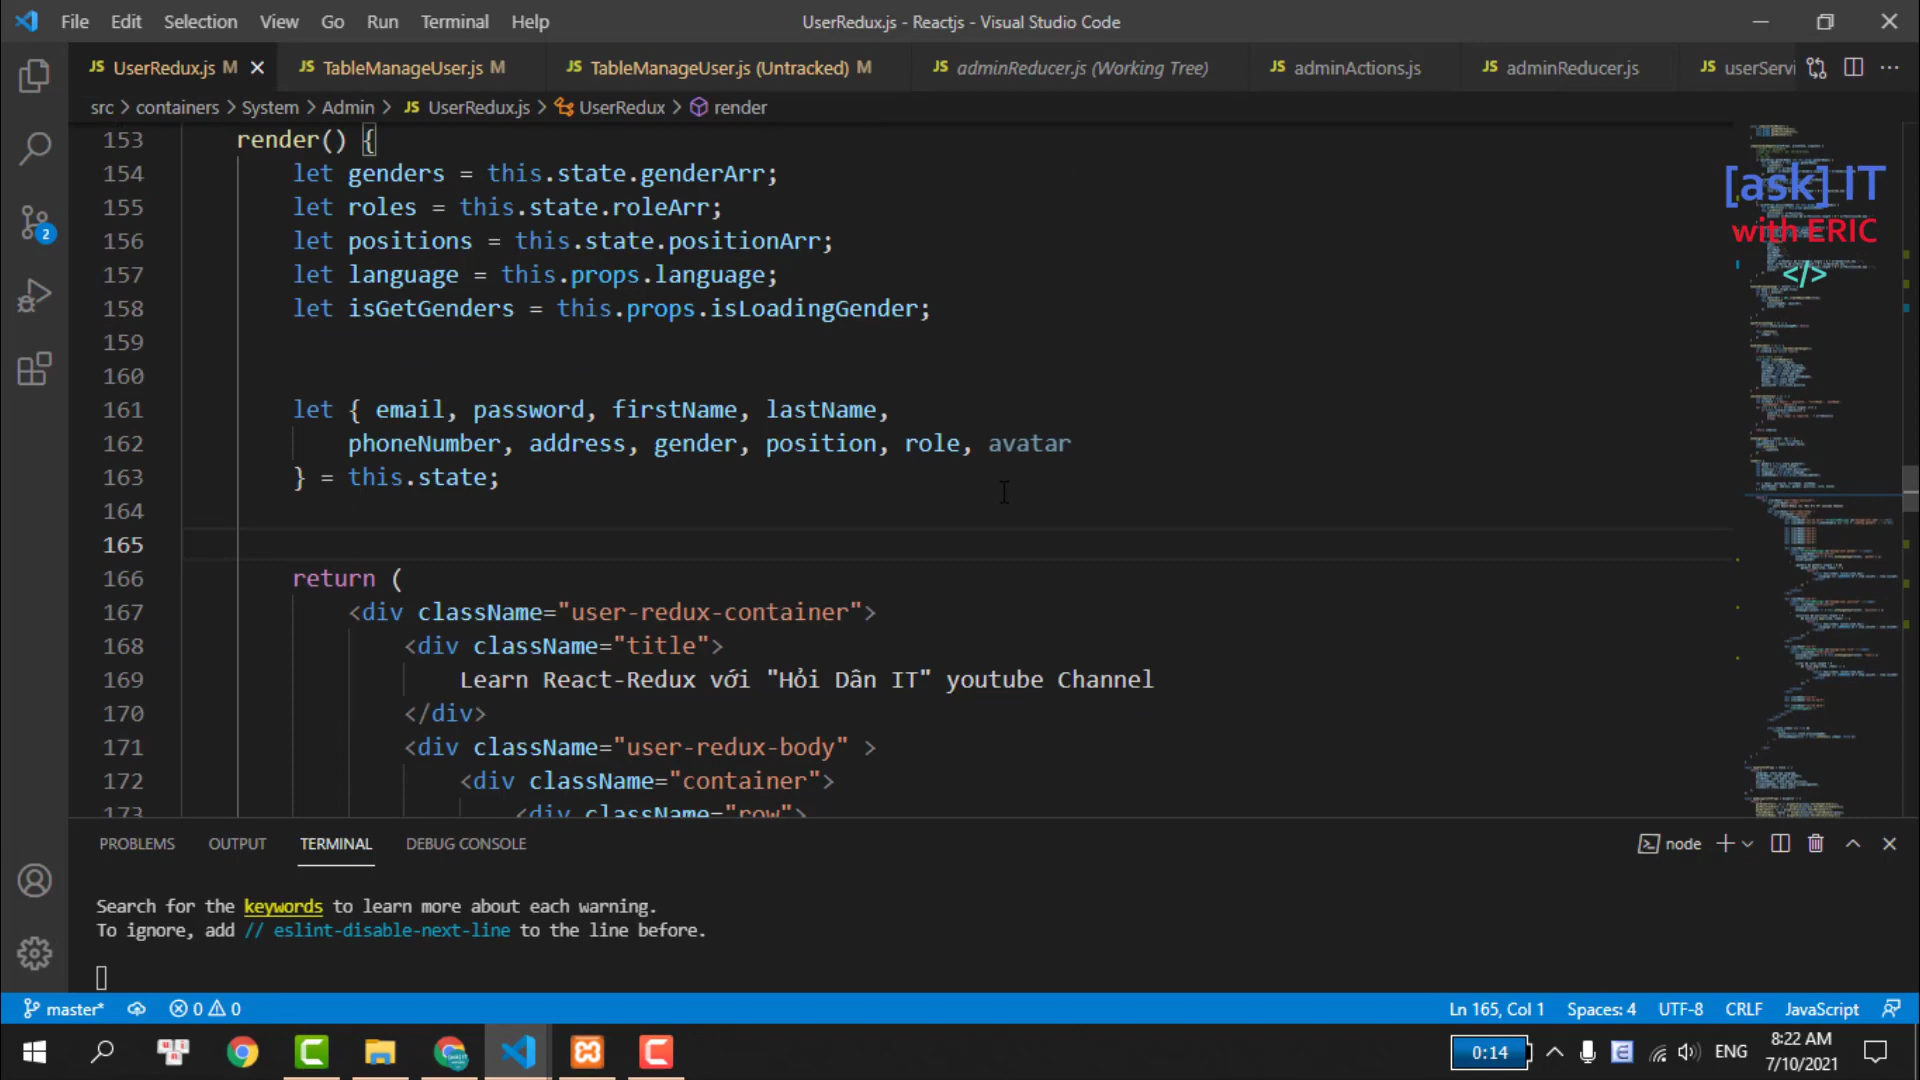 File Edit Selection View Go Run Terminal Help
UserRedux.js - Reactjs - Visual Studio Code
JS UserRedux.js M
JS TableManageUser.js M
JS TableManageUser.js (Untracked) M
JS adminReducer.js (Working Tree)
JS adminActions.js
JS adminReducer.js
JS userServi
src > containers > System > Admin > JS UserRedux.js > UserRedux > render
[ask] IT
with ERIC
</>
153 render() {
154 let genders = this.state.genderArr;
155 let roles = this.state.roleArr;
156 let positions = this.state.positionArr;
157 let language = this.props.language;
158 let isGetGenders = this.props.isLoadingGender;
159
160
161 let { email, password, firstName, lastName,
162 phoneNumber, address, gender, position, role, avatar
163 } = this.state;
164
165
166 return (
167 <div className="user-redux-container">
168 <div className="title">
169 Learn React-Redux với "Hỏi Dân IT" youtube Channel
170 </div>
171 <div className="user-redux-body" >
172 <div className="container">
173 <div className="row">
PROBLEMS OUTPUT TERMINAL DEBUG CONSOLE
node
Search for the keywords to learn more about each warning.
To ignore, add // eslint-disable-next-line to the line before.
2
master* 0 0
Ln 165, Col 1 Spaces: 4 UTF-8 CRLF JavaScript
0:14
ENG
8:22 AM
7/10/2021